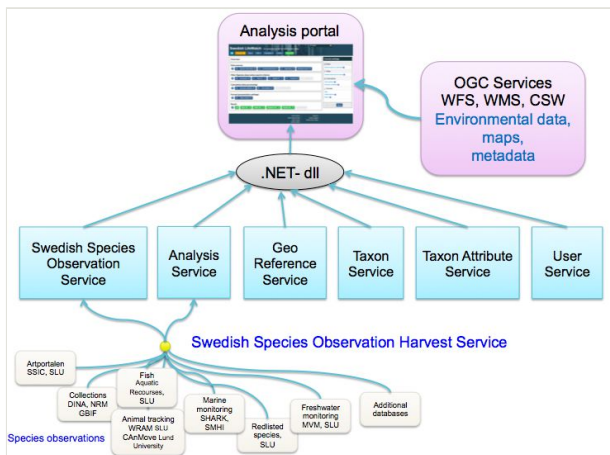 Analysis portal
OGC Services
WFS, WMS, CSW
Environmental data,
maps,
metadata
.NET- dll
Swedish Species
Observation
Service
Analysis
Service
Geo
Reference
Service
Taxon
Service
Taxon Attribute
Service
User
Service
Swedish Species Observation Harvest Service
Artportalen
SSIC, SLU
Collections
DINA, NRM
GBIF
Fish
Aquatic
Recourses,
SLU
Animal tracking
WRAM SLU
CAnMove Lund
University
Marine
monitoring
SHARK,
SMHI
Redlisted
species,
SLU
Freshwater
monitoring
MVM, SLU
Additional
databases
Species observations